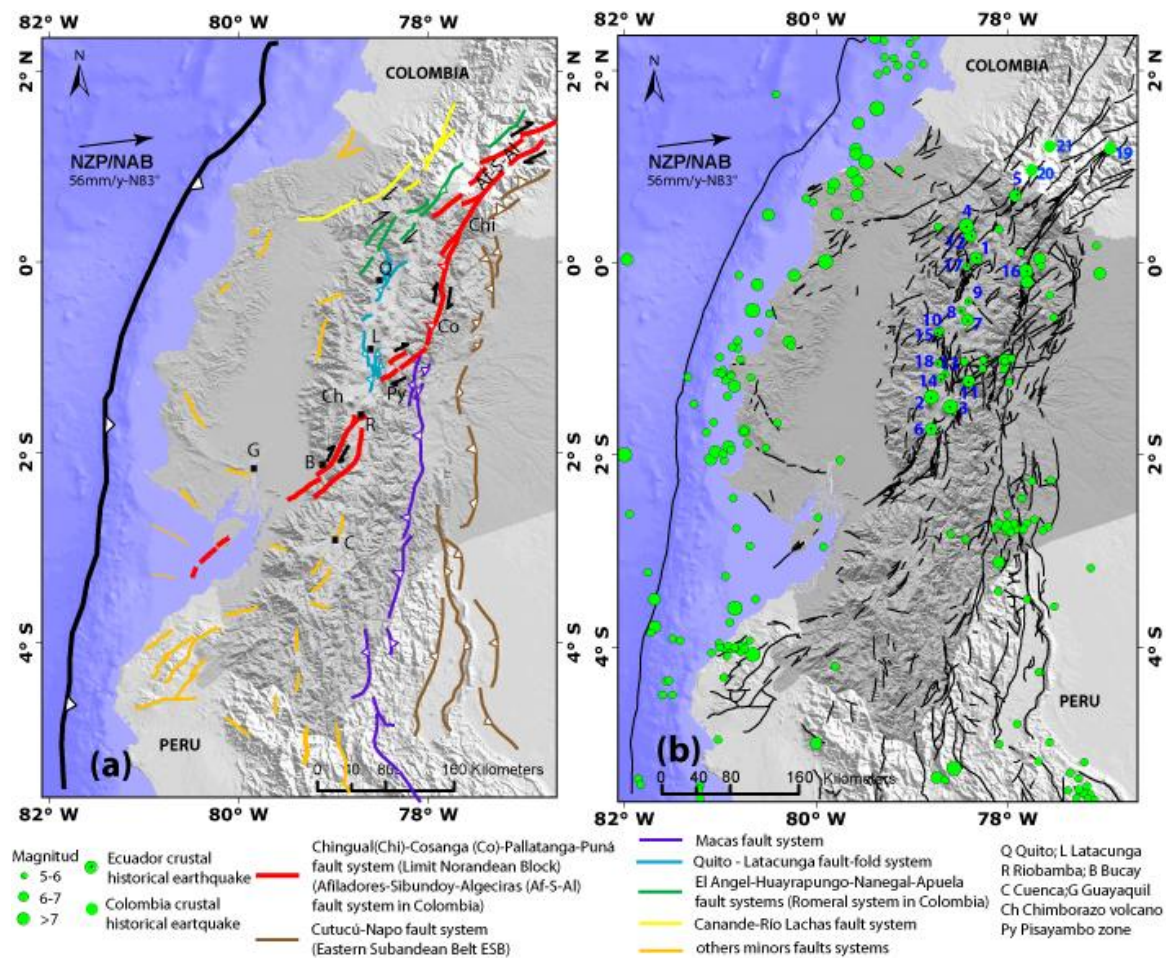 82° W 80° W 78° W
82° W 80° W 78° W
2° N
0°
2° S
4° S
N
COLOMBIA
NZP/NAB
56mm/y-N83°
Af-S-Al
Chi
Q
Co
L
Py
Ch
R
B
G
C
PERU
(a)
0 40 80 160 Kilometers
82° W 80° W 78° W
N
COLOMBIA
NZP/NAB
56mm/y-N83°
21
19
20
5
4
12
1
17
16
9
8
7
10
15
18
13
14
11
2
3
6
2° N
0°
2° S
4° S
PERU
(b)
0 40 80 160 Kilometers
82° W 80° W 78° W
Magnitud
5-6
6-7
>7
Ecuador crustal
historical earthquake
Colombia crustal
historical eartquake
Chingual(Chi)-Cosanga (Co)-Pallatanga-Puná
fault system (Limit Norandean Block)
(Afiladores-Sibundoy-Algeciras (Af-S-Al)
fault system in Colombia)
Cutucú-Napo fault system
(Eastern Subandean Belt ESB)
Macas fault system
Quito - Latacunga fault-fold system
El Angel-Huayrapungo-Nanegal-Apuela
fault systems (Romeral system in Colombia)
Canande-Río Lachas fault system
others minors faults systems
Q Quito; L Latacunga
R Riobamba; B Bucay
C Cuenca;G Guayaquil
Ch Chimborazo volcano
Py Pisayambo zone